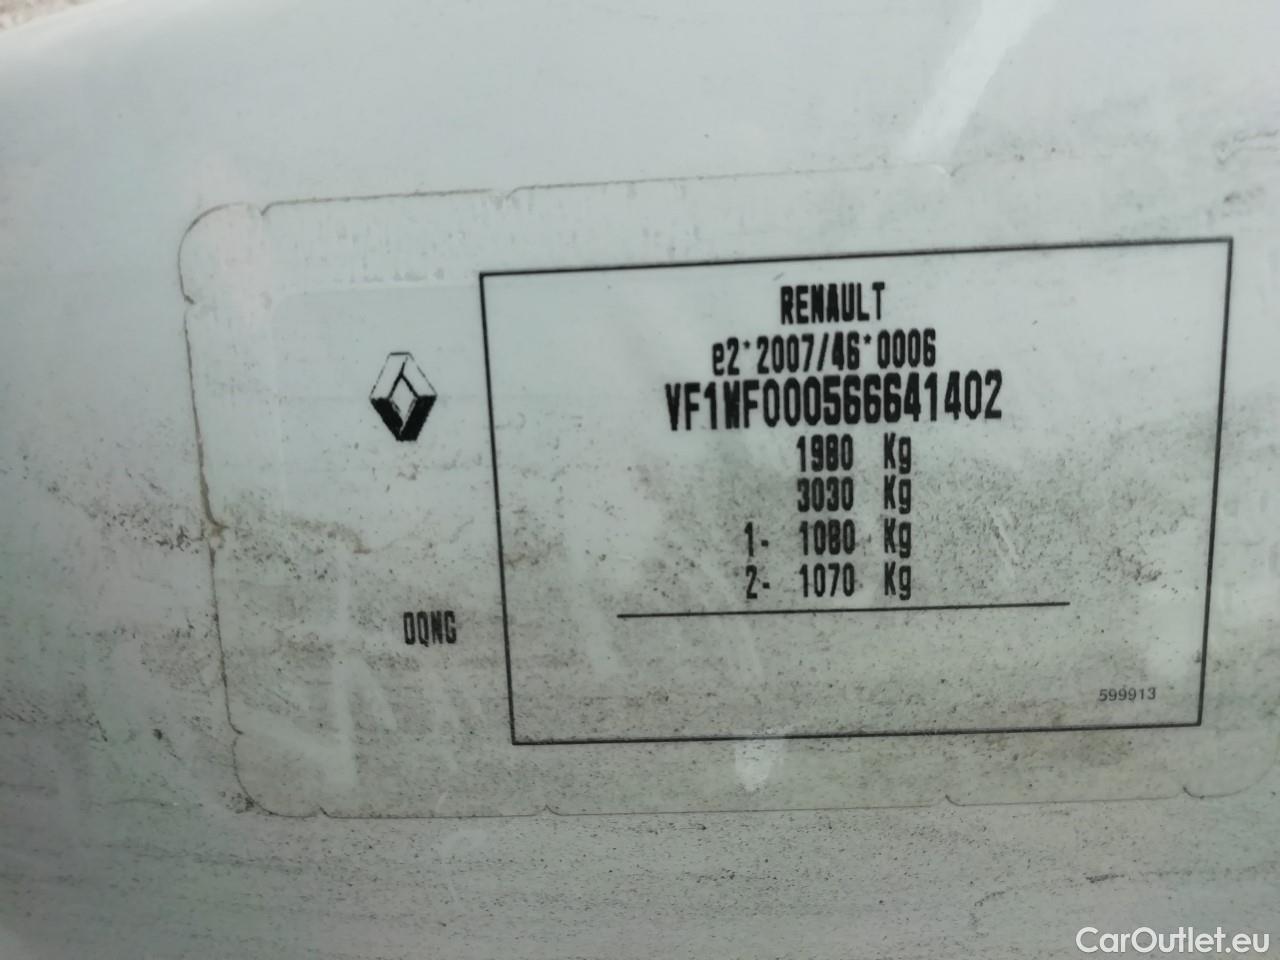 RENAULT
e2*2007/46*0006
VF1MF000566641402
1980 Kg
3030 Kg
1- 1080 Kg
2- 1070 Kg
DQNG
599913
CarOutlet.eu